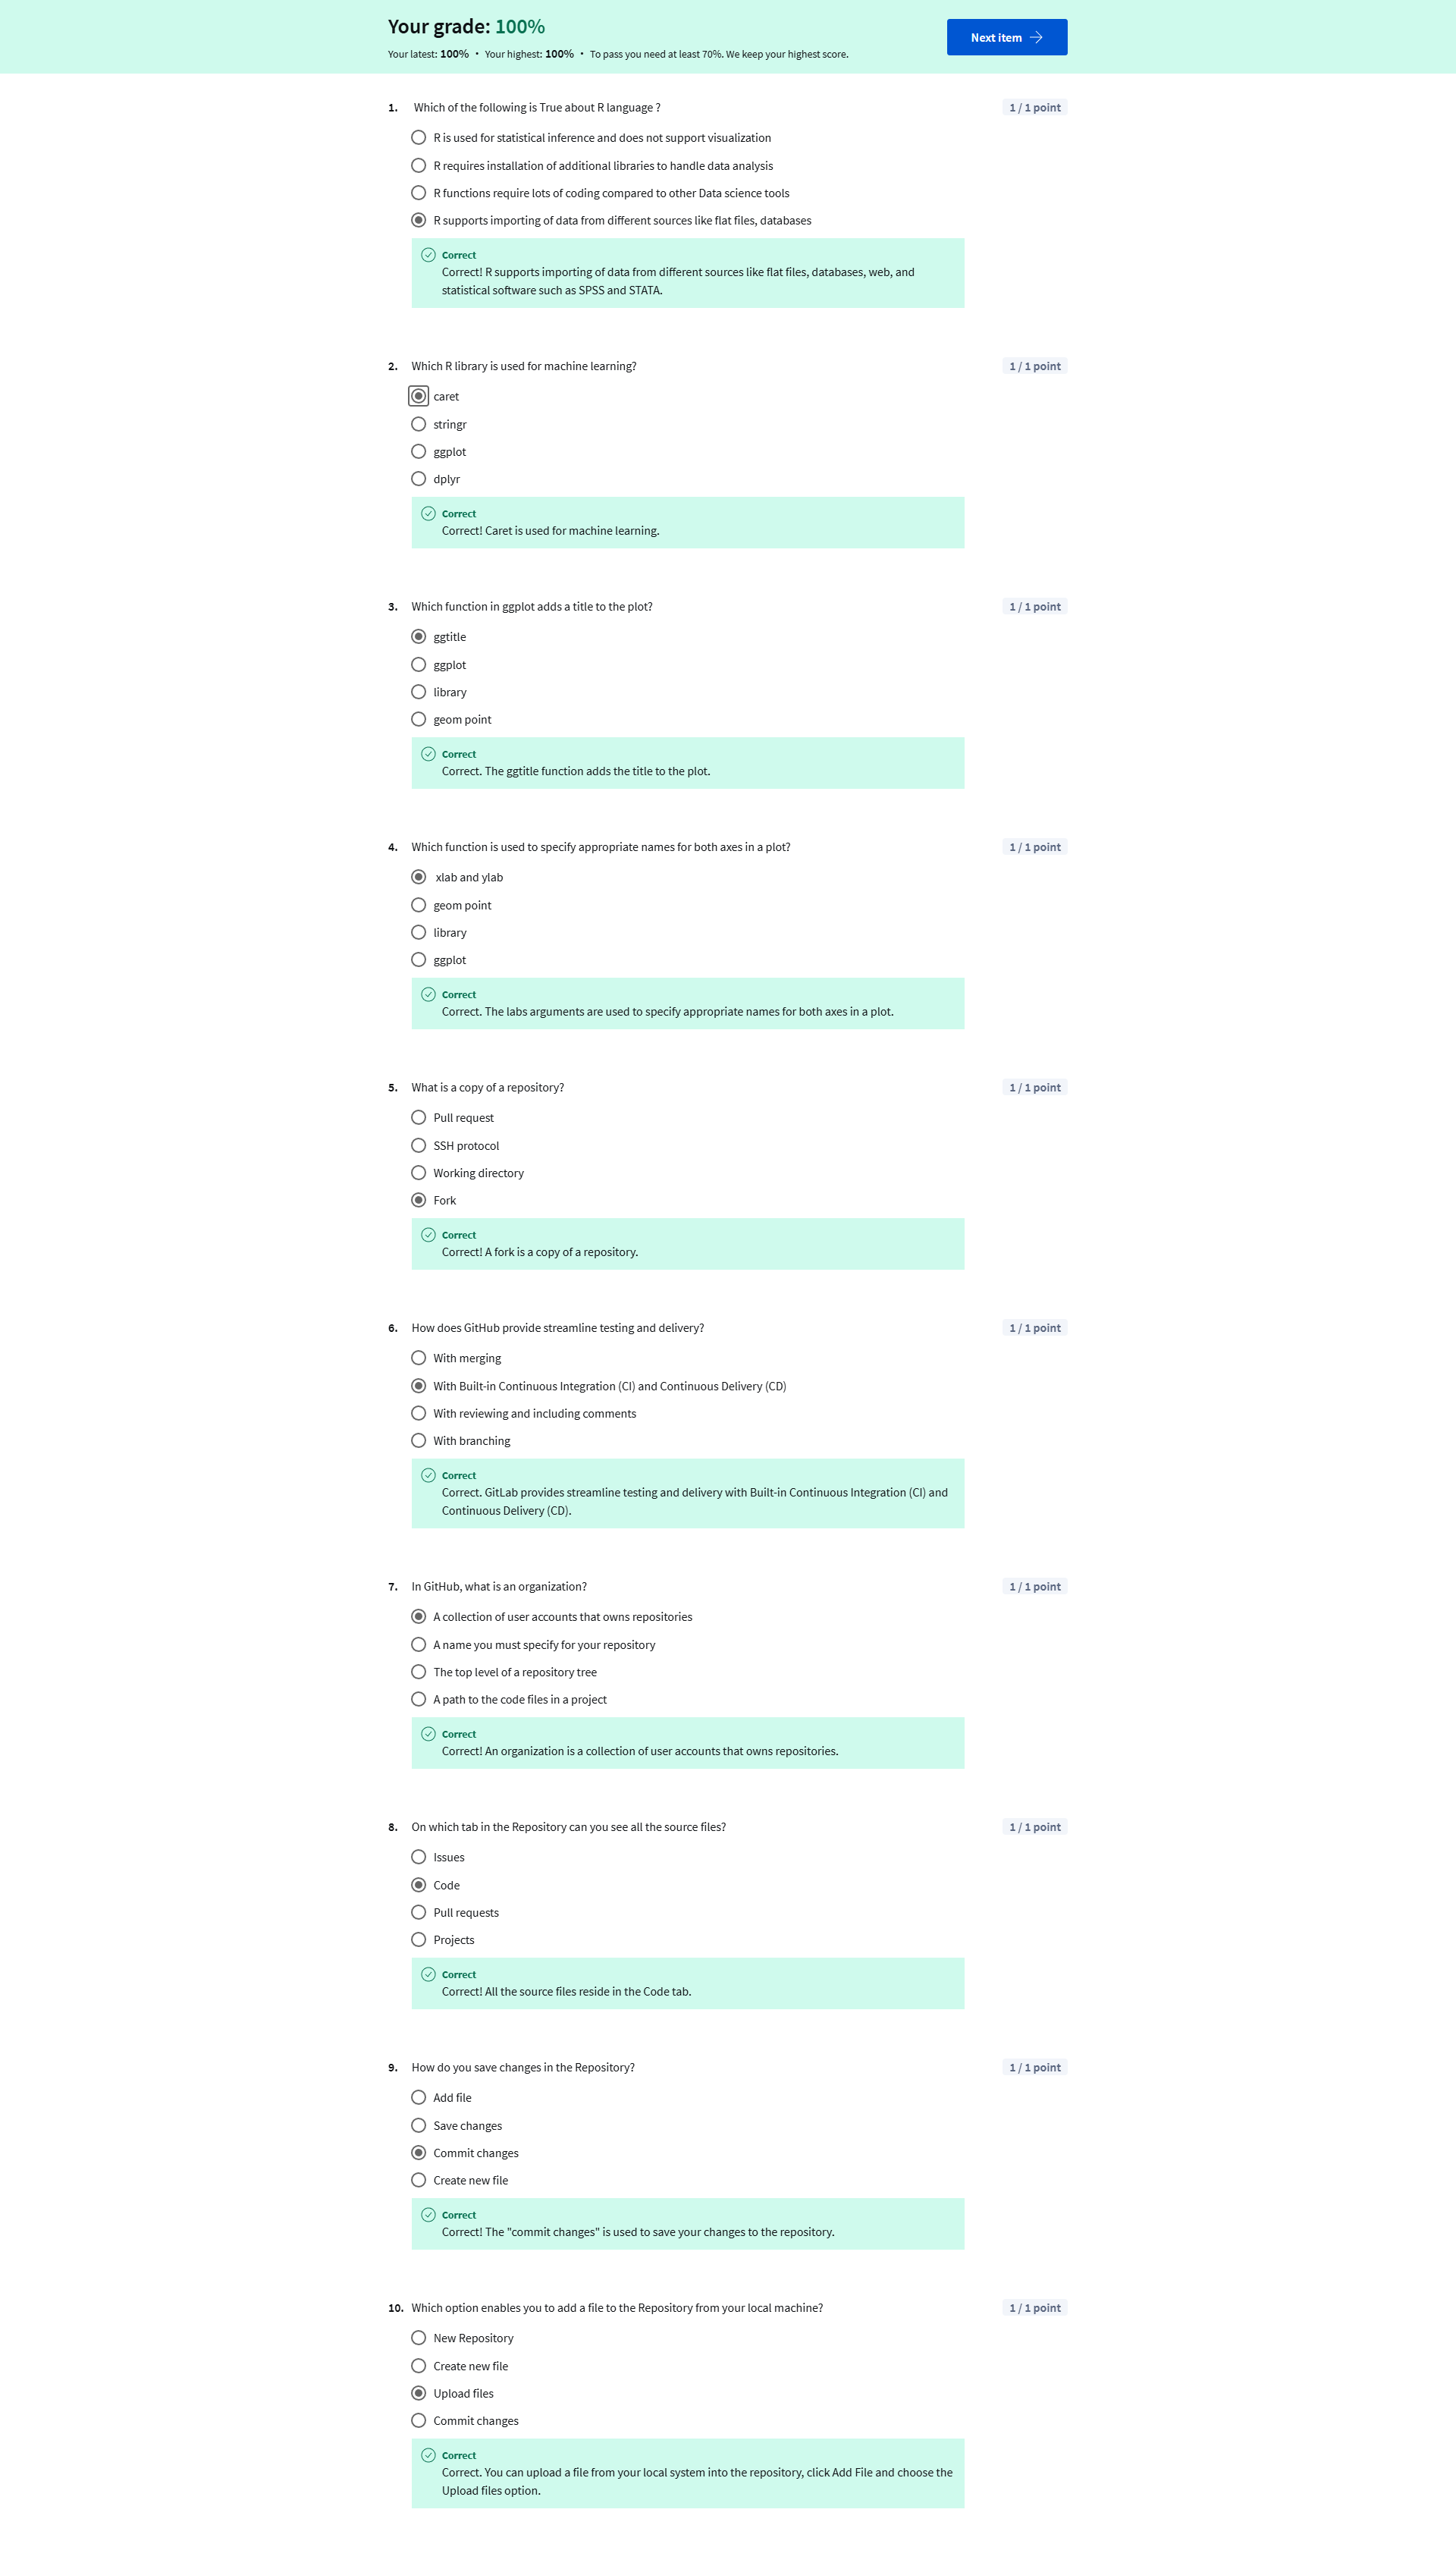 Your grade: 100%
Your latest: 100% • Your highest: 100% • To pass you need at least 70%. We keep your highest score.
Next item
1. Which of the following is True about R language ?
1 / 1 point
R is used for statistical inference and does not support visualization
R requires installation of additional libraries to handle data analysis
R functions require lots of coding compared to other Data science tools
R supports importing of data from different sources like flat files, databases
Correct
Correct! R supports importing of data from different sources like flat files, databases, web, and
statistical software such as SPSS and STATA.
2. Which R library is used for machine learning?
1 / 1 point
caret
stringr
ggplot
dplyr
Correct
Correct! Caret is used for machine learning.
3. Which function in ggplot adds a title to the plot?
1 / 1 point
ggtitle
ggplot
library
geom point
Correct
Correct. The ggtitle function adds the title to the plot.
4. Which function is used to specify appropriate names for both axes in a plot?
1 / 1 point
xlab and ylab
geom point
library
ggplot
Correct
Correct. The labs arguments are used to specify appropriate names for both axes in a plot.
5. What is a copy of a repository?
1 / 1 point
Pull request
SSH protocol
Working directory
Fork
Correct
Correct! A fork is a copy of a repository.
6. How does GitHub provide streamline testing and delivery?
1 / 1 point
With merging
With Built-in Continuous Integration (CI) and Continuous Delivery (CD)
With reviewing and including comments
With branching
Correct
Correct. GitLab provides streamline testing and delivery with Built-in Continuous Integration (CI) and
Continuous Delivery (CD).
7. In GitHub, what is an organization?
1 / 1 point
A collection of user accounts that owns repositories
A name you must specify for your repository
The top level of a repository tree
A path to the code files in a project
Correct
Correct! An organization is a collection of user accounts that owns repositories.
8. On which tab in the Repository can you see all the source files?
1 / 1 point
Issues
Code
Pull requests
Projects
Correct
Correct! All the source files reside in the Code tab.
9. How do you save changes in the Repository?
1 / 1 point
Add file
Save changes
Commit changes
Create new file
Correct
Correct! The "commit changes" is used to save your changes to the repository.
10. Which option enables you to add a file to the Repository from your local machine?
1 / 1 point
New Repository
Create new file
Upload files
Commit changes
Correct
Correct. You can upload a file from your local system into the repository, click Add File and choose the
Upload files option.